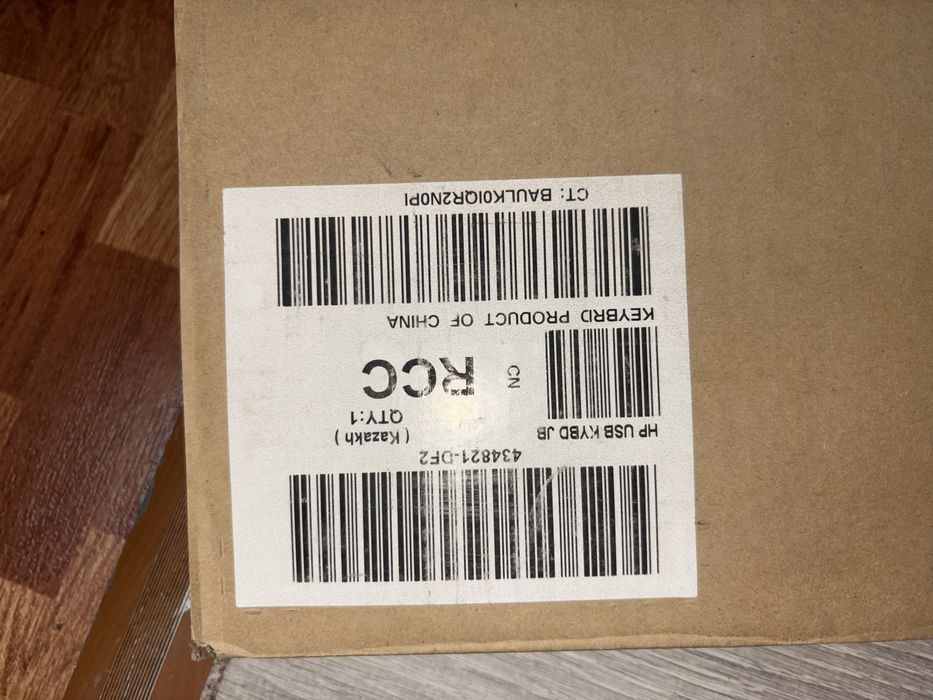 434821-DF2
HP USB KYBD JB
( Kazakh )
QTY:1
CN
RCC
KEYBRD PRODUCT OF CHINA
CT: BAULK0IQR2N0PI